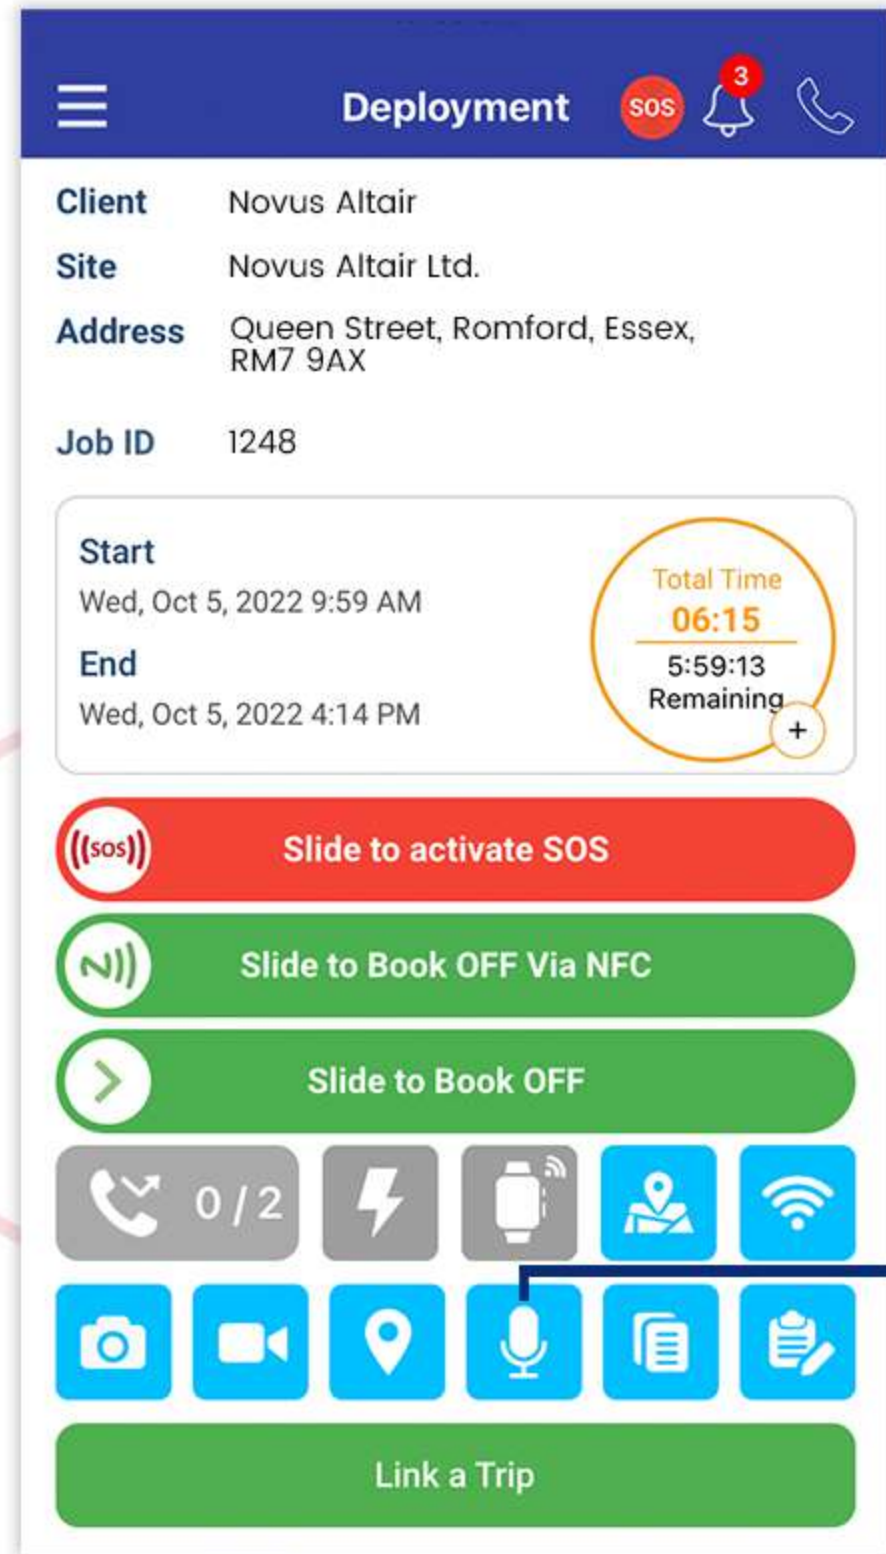 Deployment SOS 3
Client Novus Altair
Site Novus Altair Ltd.
Address Queen Street, Romford, Essex,
RM7 9AX
Job ID 1248
Start
Wed, Oct 5, 2022 9:59 AM
End
Wed, Oct 5, 2022 4:14 PM
Total Time
06:15
5:59:13
Remaining
+
((SOS)) Slide to activate SOS
Slide to Book OFF Via NFC
Slide to Book OFF
0 / 2
Link a Trip